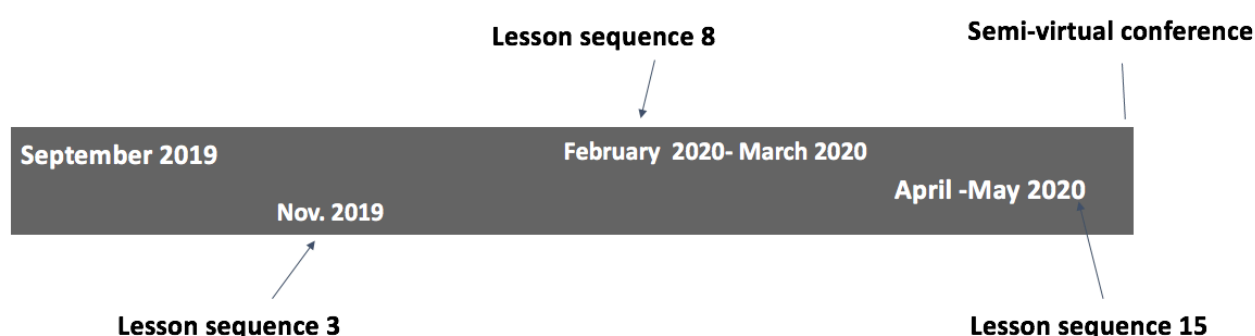 Lesson sequence 8
Semi-virtual conference
September 2019
February 2020- March 2020
April -May 2020
Nov. 2019
Lesson sequence 3
Lesson sequence 15